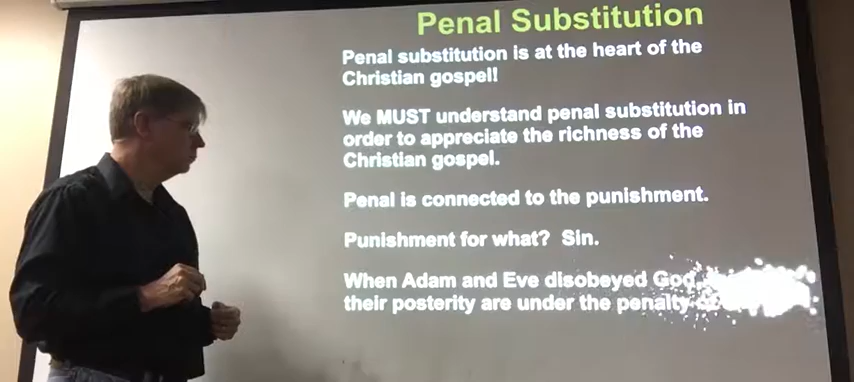 Penal Substitution
Penal substitution is at the heart of the
Christian gospel!
We MUST understand penal substitution in
order to appreciate the richness of the
Christian gospel.
Penal is connected to the punishment.
Punishment for what? Sin.
When Adam and Eve disobeyed God
their posterity are under the penalty